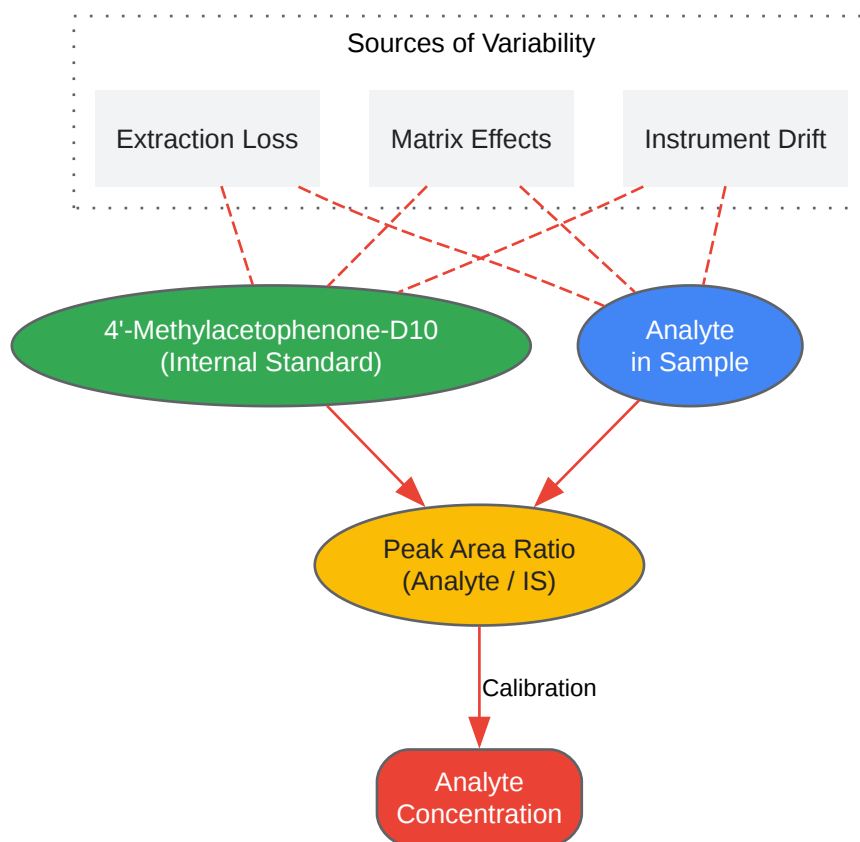 Sources of Variability
Extraction Loss
Matrix Effects
Instrument Drift
4'-Methylacetophenone-D10
(Internal Standard)
Analyte
in Sample
Peak Area Ratio
(Analyte / IS)
Calibration
Analyte
Concentration